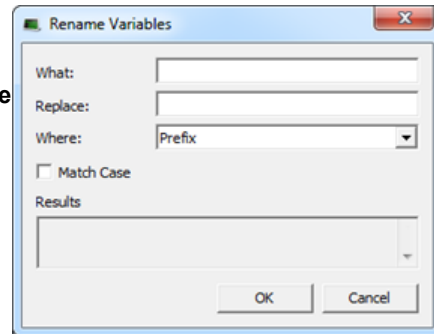 Rename Variables
What:
e
Replace:
Where: Prefix
Match Case
Results
OK Cancel